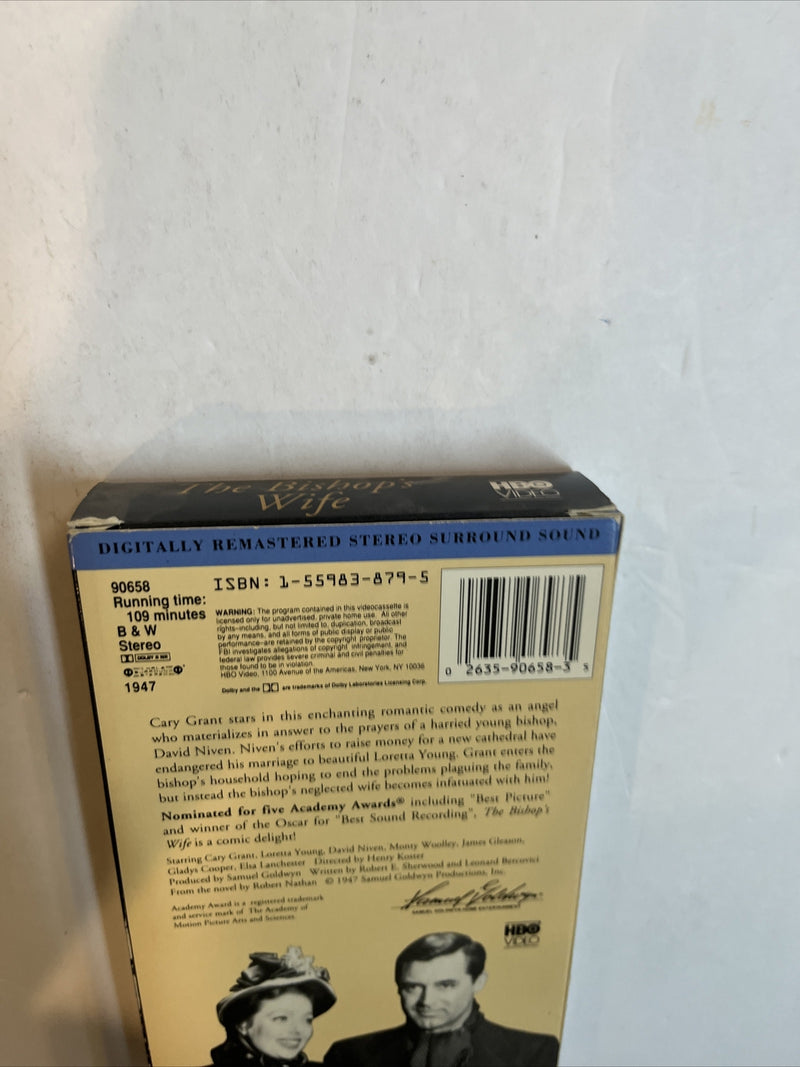 The Bishop's
Wife
HBO
VIDEO
DIGITALLY REMASTERED STEREO SURROUND SOUND
90658
Running time:
109 minutes
B & W
Stereo
DOLBY B NR
1947
ISBN: 1-55983-879-5
WARNING: The program contained in this videocassette is
licensed only for unadvertised, private home use. All other
rights-including, but not limited to, duplication, broadcast
by any means, and all forms of public display or public
performance-are retained by the copyright proprietor. The
FBI investigates allegations of copyright infringement, and
federal law provides severe criminal and civil penalties for
those found to be in violation.
HBO Video, 1100 Avenue of the Americas, New York, NY 10036
Dolby and the are trademarks of Dolby Laboratories Licensing Corp.
0 2635-90658-3 5
Cary Grant stars in this enchanting romantic comedy as an angel
who materializes in answer to the prayers of a harried young bishop,
David Niven. Niven's efforts to raise money for a new cathedral have
endangered his marriage to beautiful Loretta Young. Grant enters the
bishop's household hoping to end the problems plaguing the family,
but instead the bishop's neglected wife becomes infatuated with him!
Nominated for five Academy Awards® including "Best Picture"
and winner of the Oscar for "Best Sound Recording", The Bishop's
Wife is a comic delight!
Starring Cary Grant, Loretta Young, David Niven, Monty Woolley, James Gleason,
Gladys Cooper, Elsa Lanchester Directed by Henry Koster
Produced by Samuel Goldwyn Written by Robert E. Sherwood and Leonard Bercovici
From the novel by Robert Nathan © 1947 Samuel Goldwyn Productions, Inc.
Academy Award is a registered trademark
and service mark of The Academy of
Motion Picture Arts and Sciences
Samuel Goldwyn
SAMUEL GOLDWYN HOME ENTERTAINMENT
HBO
VIDEO